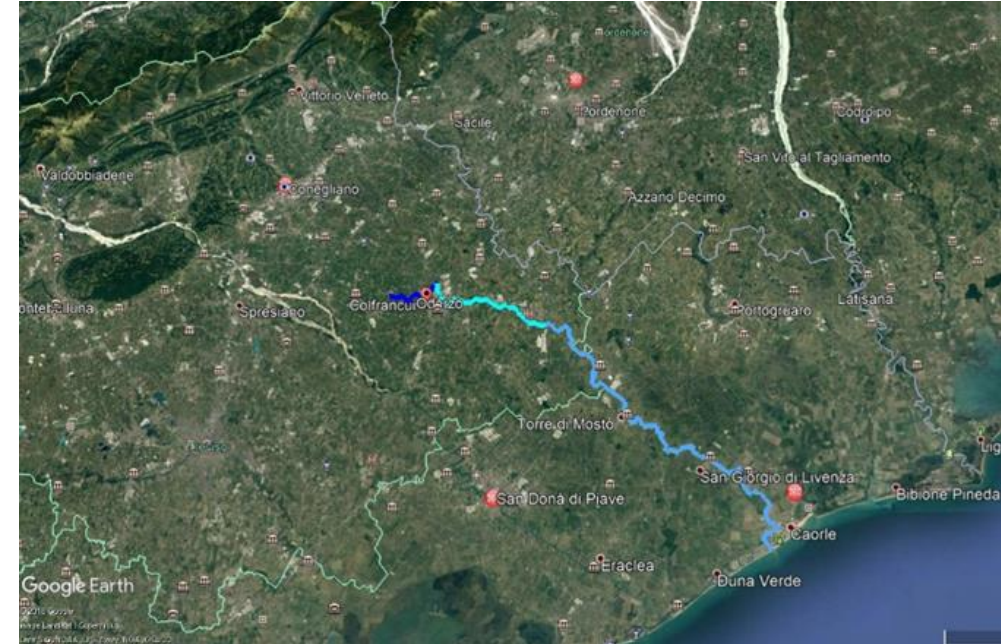 Pordenone
Vittorio Veneto
Pordenone
Codroipo
Sacile
San Vito al Tagliamento
Valdobbiadene
Conegliano
Azzano Decimo
Latisana
Colfrancui
Oderzo
Spresiano
Portogruaro
Torre di Mosto
Lig
San Giorgio di Livenza
San Donà di Piave
Bibione Pineda
Caorle
Eraclea
Duna Verde
Google Earth